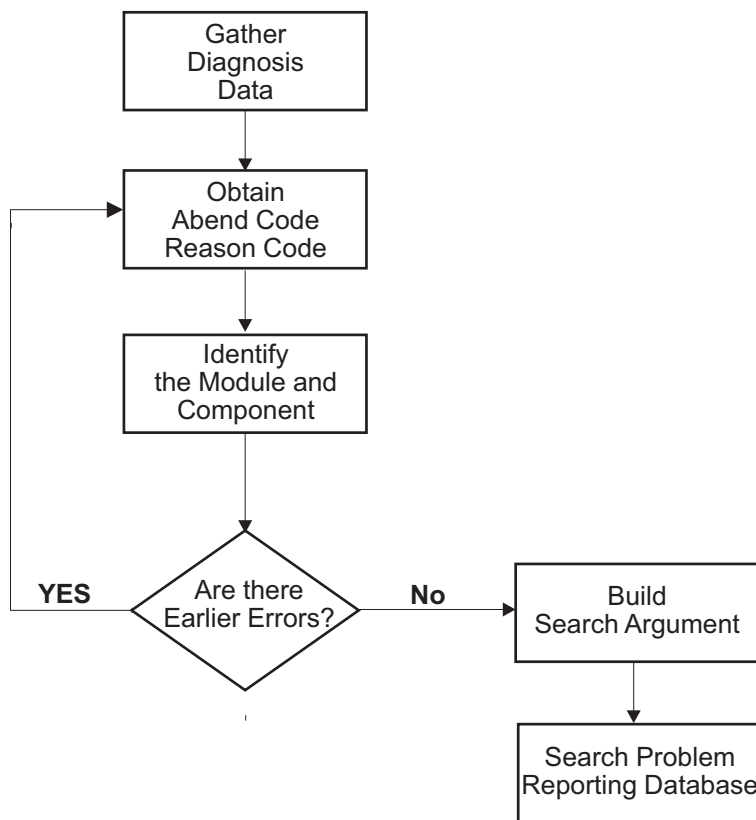 Gather
Diagnosis
Data
Obtain
Abend Code
Reason Code
Identify
the Module and
Component
Are there
Earlier Errors?
YES
No
Build
Search Argument
Search Problem
Reporting Database